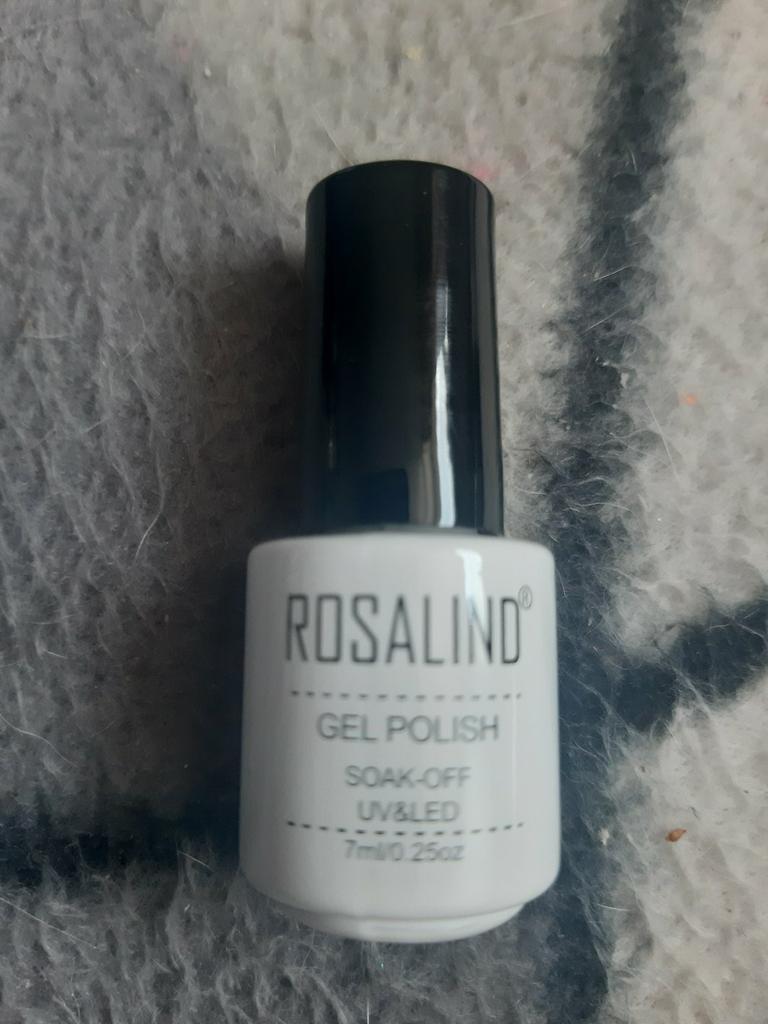 ROSALIND®
GEL POLISH
SOAK-OFF
UV&LED
7ml/0.25oz